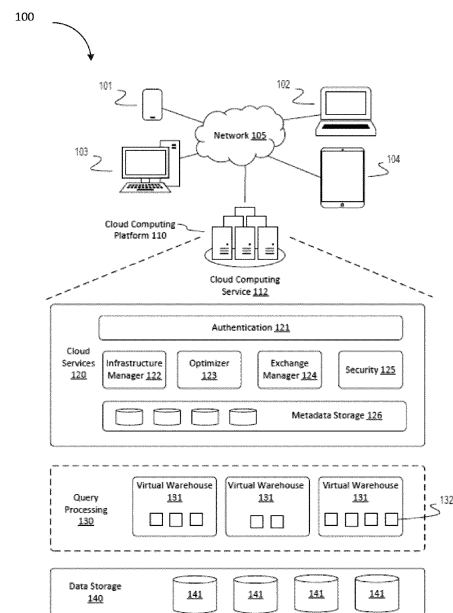 100
101
102
Network 105
103
104
Cloud Computing
Platform 110
Cloud Computing
Service 112
Authentication 121
Cloud
Services
120
Infrastructure
Manager 122
Optimizer
123
Exchange
Manager 124
Security 125
Metadata Storage 126
Query
Processing
130
Virtual Warehouse
131
Virtual Warehouse
131
Virtual Warehouse
131
132
Data Storage
140
141
141
141
141